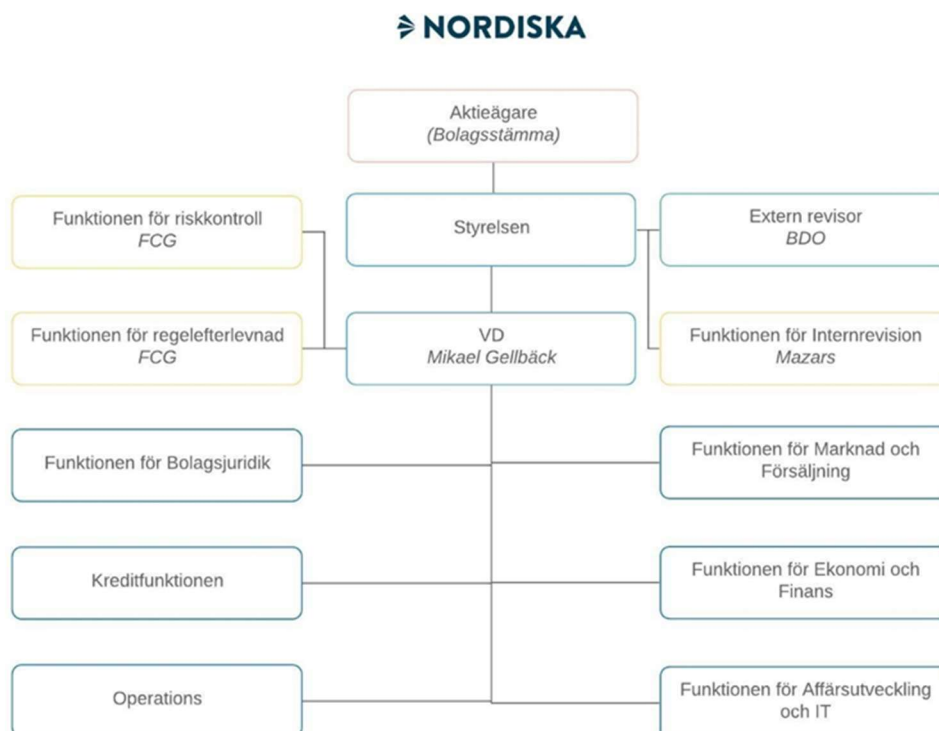 NORDISKA
Aktieägare
(Bolagsstämma)
Funktionen för riskkontroll
FCG
Styrelsen
Extern revisor
BDO
Funktionen för regelefterlevnad
FCG
VD
Mikael Gellbäck
Funktionen för Internrevision
Mazars
Funktionen för Bolagsjuridik
Funktionen för Marknad och
Försäljning
Kreditfunktionen
Funktionen för Ekonomi och
Finans
Operations
Funktionen för Affärsutveckling
och IT